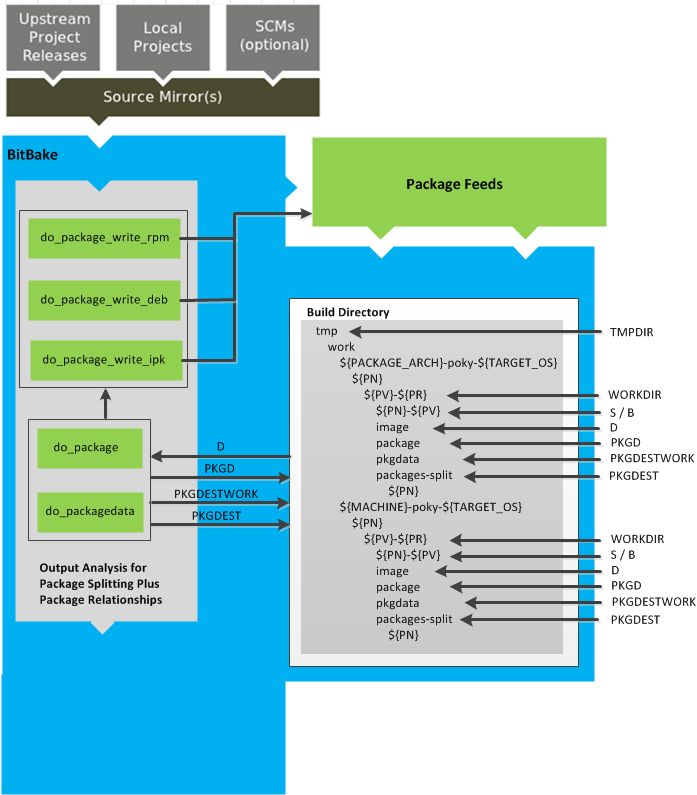 Upstream
Project
Releases
Local
Projects
SCMs
(optional)
Source Mirror(s)
BitBake
Package Feeds
do_package_write_rpm
do_package_write_deb
do_package_write_ipk
do_package
do_packagedata
D
PKGD
PKGDESTWORK
PKGDEST
Output Analysis for
Package Splitting Plus
Package Relationships
Build Directory
tmp
TMPDIR
work
${PACKAGE_ARCH}-poky-${TARGET_OS}
${PN}
${PV}-${PR}
WORKDIR
${PN}-${PV}
S / B
image
D
package
PKGD
pkgdata
PKGDESTWORK
packages-split
PKGDEST
${PN}
${MACHINE}-poky-${TARGET_OS}
${PN}
${PV}-${PR}
WORKDIR
${PN}-${PV}
S / B
image
D
package
PKGD
pkgdata
PKGDESTWORK
packages-split
PKGDEST
${PN}